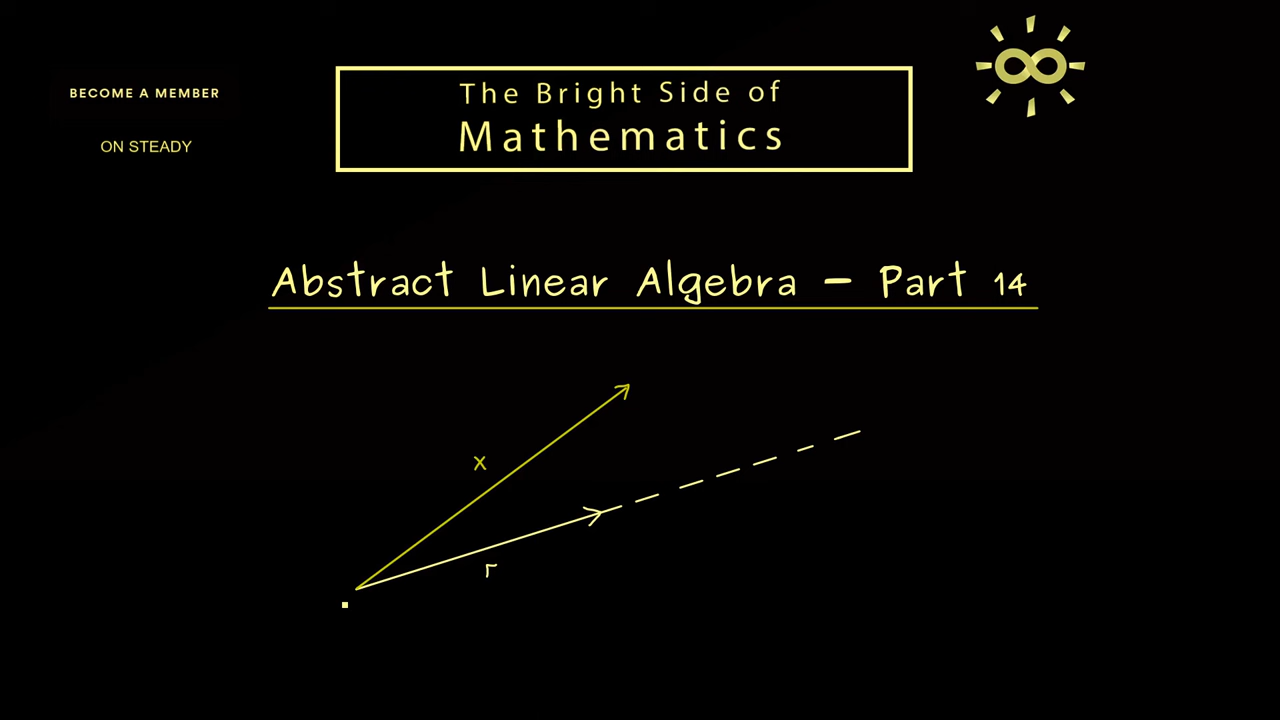 BECOME A MEMBER
ON STEADY
The Bright Side of
Mathematics
Abstract Linear Algebra – Part 14
x
r